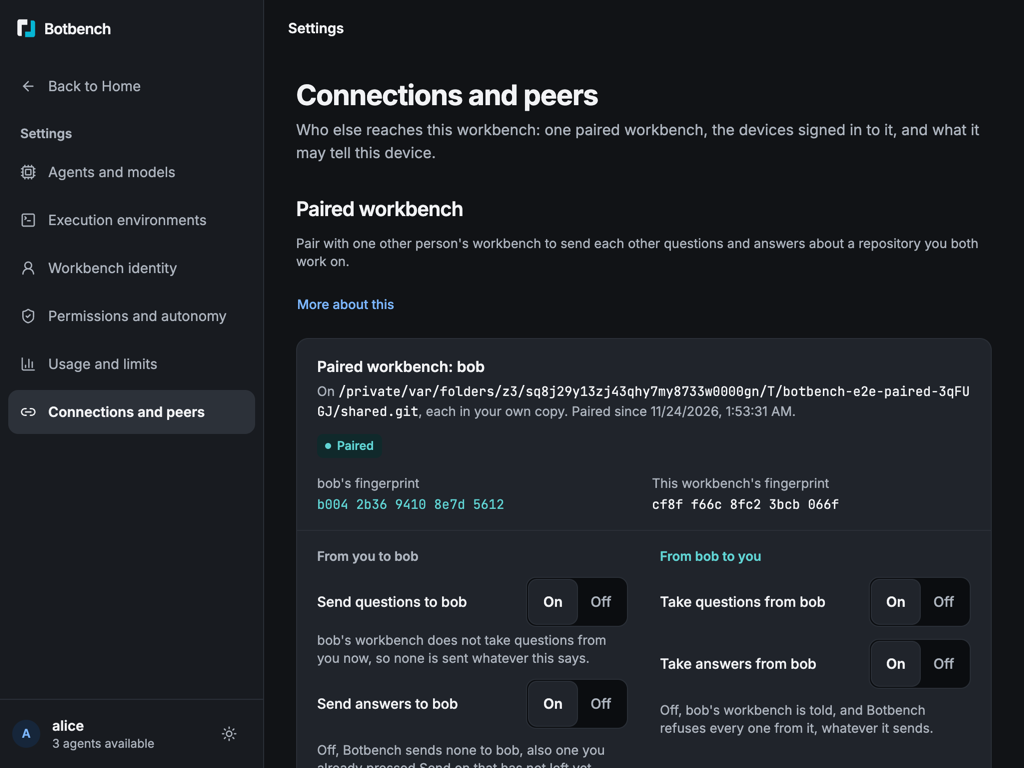 Botbench
Settings
Back to Home
Settings
Agents and models
Execution environments
Workbench identity
Permissions and autonomy
Usage and limits
Connections and peers
A
alice
3 agents available
Connections and peers
Who else reaches this workbench: one paired workbench, the devices signed in to it, and what it
may tell this device.
Paired workbench
Pair with one other person's workbench to send each other questions and answers about a repository you both
work on.
More about this
Paired workbench: bob
On /private/var/folders/z3/sq8j29y13zj43qhy7my8733w0000gn/T/botbench-e2e-paired-3qFU
GJ/shared.git, each in your own copy. Paired since 11/24/2026, 1:53:31 AM.
Paired
bob's fingerprint
b004 2b36 9410 8e7d 5612
This workbench's fingerprint
cf8f f66c 8fc2 3bcb 066f
From you to bob
Send questions to bob
On Off
bob's workbench does not take questions from
you now, so none is sent whatever this says.
Send answers to bob
On Off
Off, Botbench sends none to bob, also one you
already pressed Send on that has not left yet.
From bob to you
Take questions from bob
On Off
Take answers from bob
On Off
Off, bob's workbench is told, and Botbench
refuses every one from it, whatever it sends.